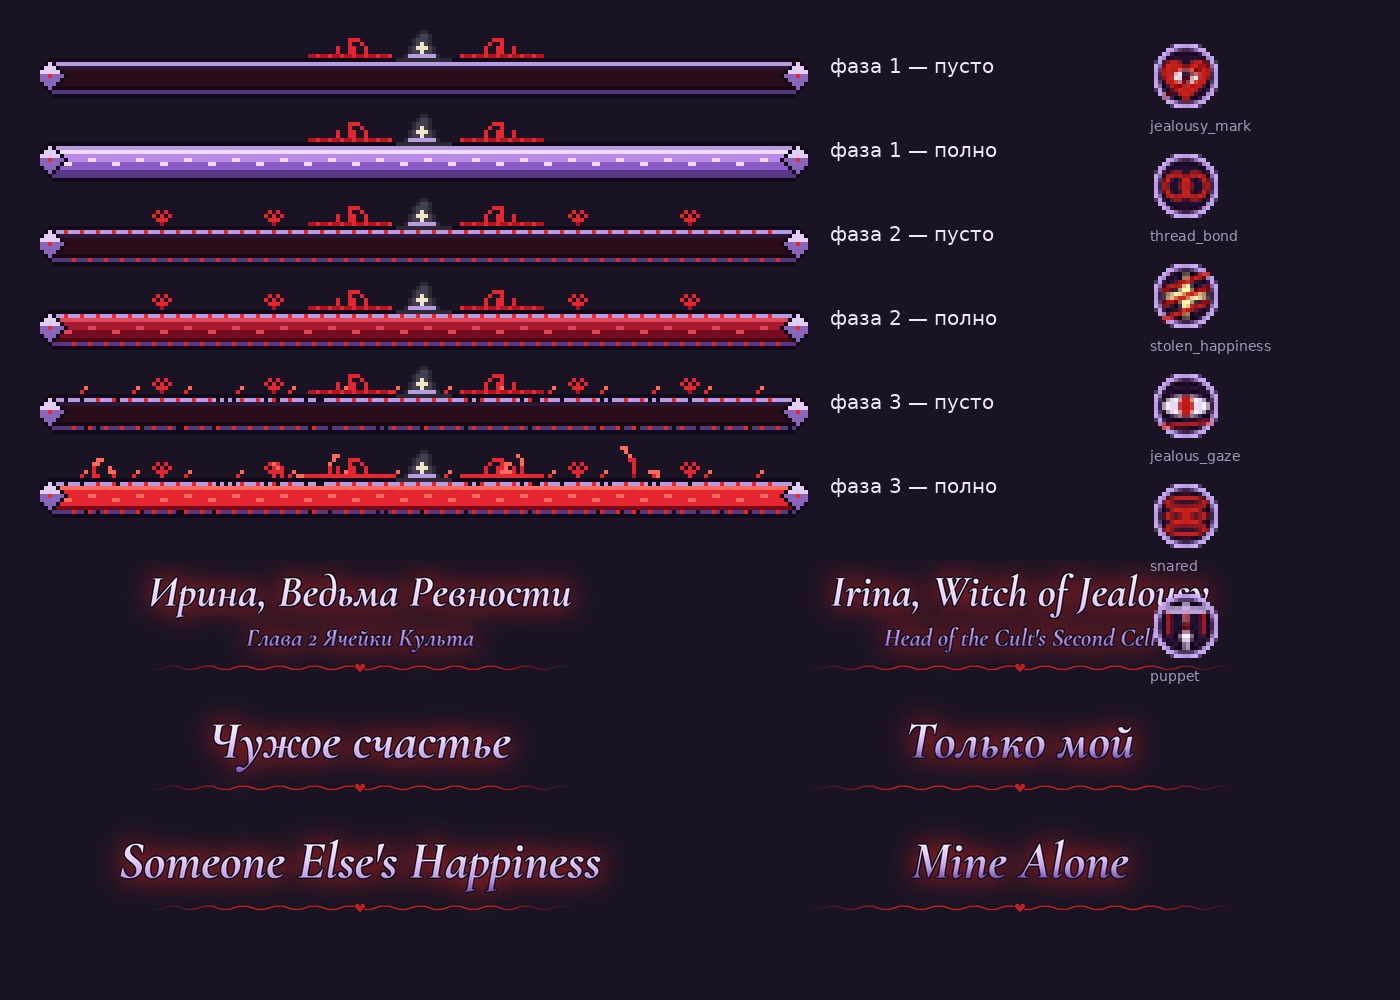 фаза 1 — пусто
фаза 1 — полно
фаза 2 — пусто
фаза 2 — полно
фаза 3 — пусто
фаза 3 — полно
jealousy_mark
thread_bond
stolen_happiness
jealous_gaze
snared
puppet
Ирина, Ведьма Ревности
Глава 2 Ячейки Культа
Irina, Witch of Jealousy
Head of the Cult's Second Cell
Чужое счастье
Только мой
Someone Else's Happiness
Mine Alone